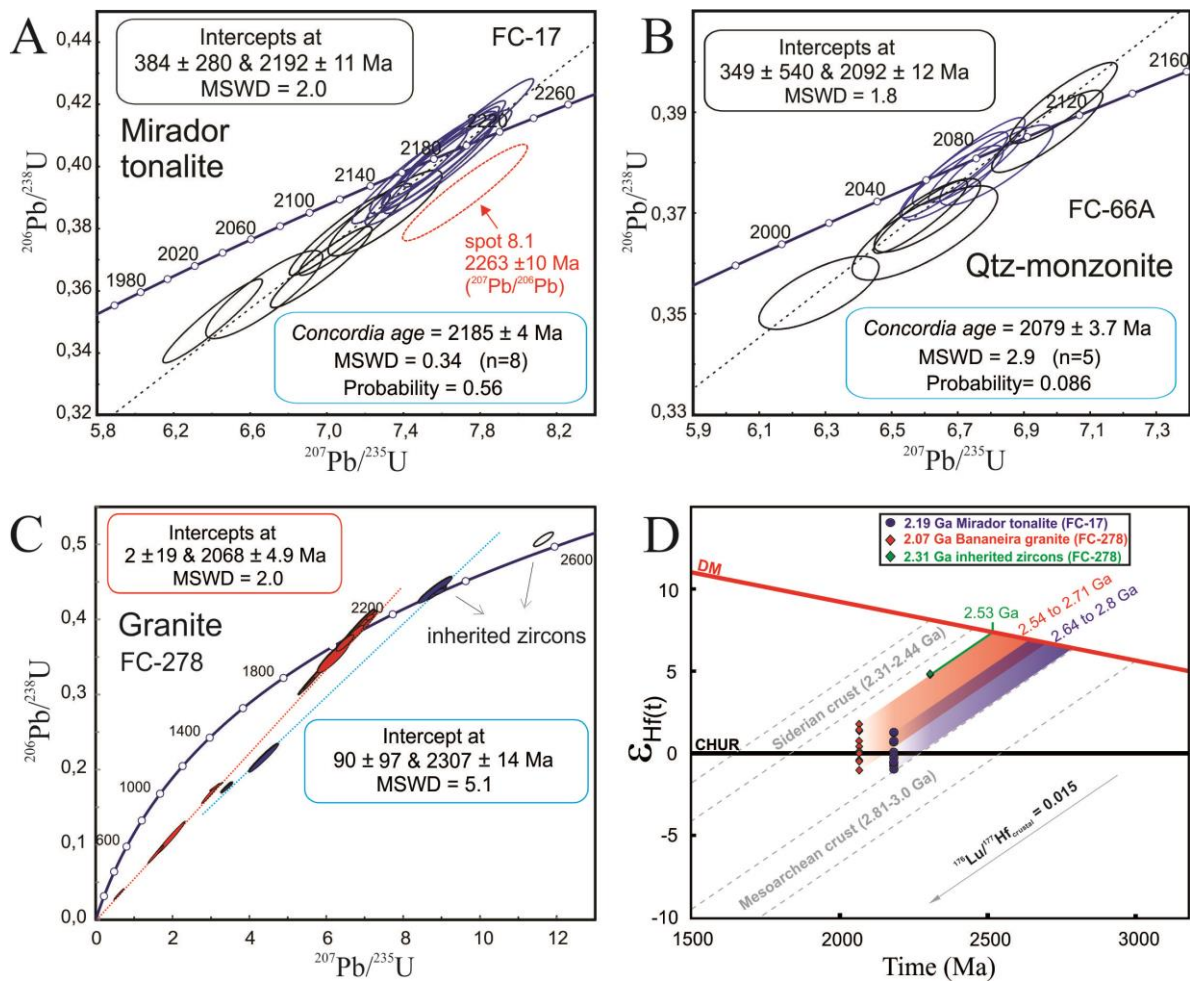 A
FC-17
Intercepts at
384 ± 280 & 2192 ± 11 Ma
MSWD = 2.0
Mirador
tonalite
²⁰⁶Pb/²³⁸U
0,44
0,42
0,40
0,38
0,36
0,34
0,32
1980
2020
2060
2100
2140
2180
2220
2260
spot 8.1
2263 ±10 Ma
(²⁰⁷Pb/²⁰⁶Pb)
Concordia age = 2185 ± 4 Ma
MSWD = 0.34 (n=8)
Probability = 0.56
5,8 6,2 6,6 7,0 7,4 7,8 8,2
²⁰⁷Pb/²³⁵U
B
Intercepts at
349 ± 540 & 2092 ± 12 Ma
MSWD = 1.8
²⁰⁶Pb/²³⁸U
0,39
0,37
0,35
0,33
2000
2040
2080
2120
2160
FC-66A
Qtz-monzonite
Concordia age = 2079 ± 3.7 Ma
MSWD = 2.9 (n=5)
Probability= 0.086
5,9 6,1 6,3 6,5 6,7 6,9 7,1 7,3
²⁰⁷Pb/²³⁵U
C
Intercepts at
2 ±19 & 2068 ± 4.9 Ma
MSWD = 2.0
Granite
FC-278
²⁰⁶Pb/²³⁸U
0,5
0,4
0,3
0,2
0,1
0,0
600
1000
1400
1800
2200
2600
inherited zircons
Intercept at
90 ± 97 & 2307 ± 14 Ma
MSWD = 5.1
0 2 4 6 8 10 12
²⁰⁷Pb/²³⁵U
D
2.19 Ga Mirador tonalite (FC-17)
2.07 Ga Bananeira granite (FC-278)
2.31 Ga inherited zircons (FC-278)
DM
2.53 Ga
2.54 to 2.71 Ga
2.64 to 2.8 Ga
Siderian crust (2.31-2.44 Ga)
CHUR
Mesoarchean crust (2.81-3.0 Ga)
¹⁷⁶Lu/¹⁷⁷Hfcrustal = 0.015
εHf(t)
10
5
0
-5
-10
1500 2000 2500 3000
Time (Ma)